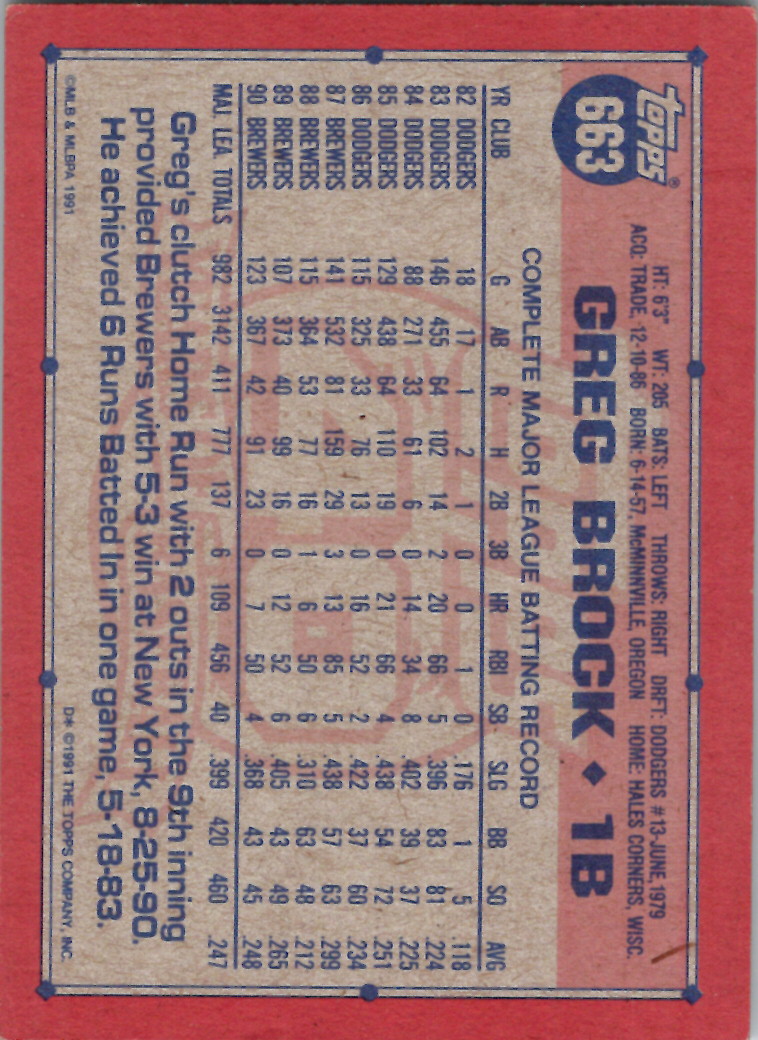 topps®
663
HT: 6'3" WT: 205 BATS: LEFT THROWS: RIGHT DRFT: DODGERS #13-JUNE, 1979
ACQ: TRADE, 12-10-86 BORN: 6-14-57, McMINNVILLE, OREGON HOME: HALES CORNERS, WISC.
GREG BROCK ♦ 1B
COMPLETE MAJOR LEAGUE BATTING RECORD
YR CLUB G AB R H 2B 3B HR RBI SB SLG BB SO AVG
82 DODGERS 18 17 1 2 1 0 0 1 0 .176 1 5 .118
83 DODGERS 146 455 64 102 14 2 20 66 5 .396 83 81 .224
84 DODGERS 88 271 33 61 6 0 14 34 8 .402 39 37 .225
85 DODGERS 129 438 64 110 19 0 21 66 4 .438 54 72 .251
86 DODGERS 115 325 33 76 13 0 16 52 2 .422 37 60 .234
87 BREWERS 141 532 81 159 29 3 13 85 5 .438 57 63 .299
88 BREWERS 115 364 53 77 16 1 6 50 6 .310 63 48 .212
89 BREWERS 107 373 40 99 16 0 12 52 6 .405 43 49 .265
90 BREWERS 123 367 42 91 23 0 7 50 4 .368 43 45 .248
MAJ. LEA. TOTALS 982 3142 411 777 137 6 109 456 40 .399 420 460 .247
Greg's clutch Home Run with 2 outs in the 9th inning
provided Brewers with 5-3 win at New York, 8-25-90.
He achieved 6 Runs Batted In in one game, 5-18-83.
©MLB & MLBPA 1991
D✻ ©1991 THE TOPPS COMPANY, INC.